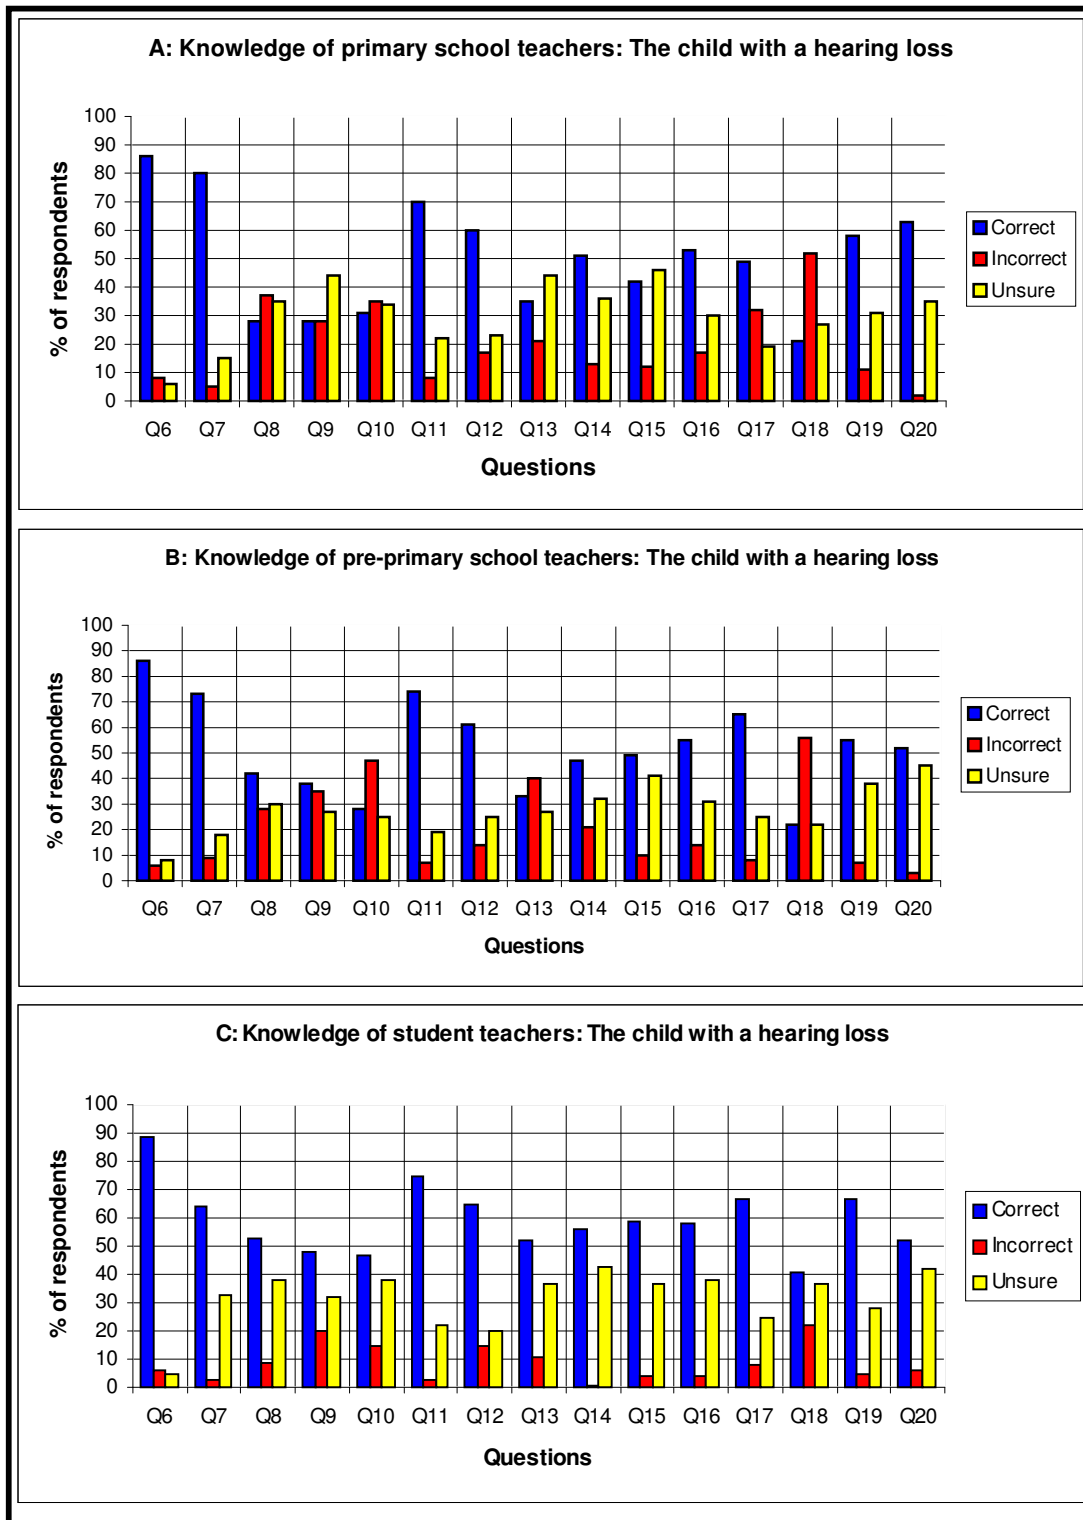 A: Knowledge of primary school teachers: The child with a hearing loss
100
90
80
70
60
50
40
30
20
10
0
% of respondents
Q6 Q7 Q8 Q9 Q10 Q11 Q12 Q13 Q14 Q15 Q16 Q17 Q18 Q19 Q20
Questions
Correct
Incorrect
Unsure
B: Knowledge of pre-primary school teachers: The child with a hearing loss
100
90
80
70
60
50
40
30
20
10
0
% of respondents
Q6 Q7 Q8 Q9 Q10 Q11 Q12 Q13 Q14 Q15 Q16 Q17 Q18 Q19 Q20
Questions
Correct
Incorrect
Unsure
C: Knowledge of student teachers: The child with a hearing loss
100
90
80
70
60
50
40
30
20
10
0
% of respondents
Q6 Q7 Q8 Q9 Q10 Q11 Q12 Q13 Q14 Q15 Q16 Q17 Q18 Q19 Q20
Questions
Correct
Incorrect
Unsure